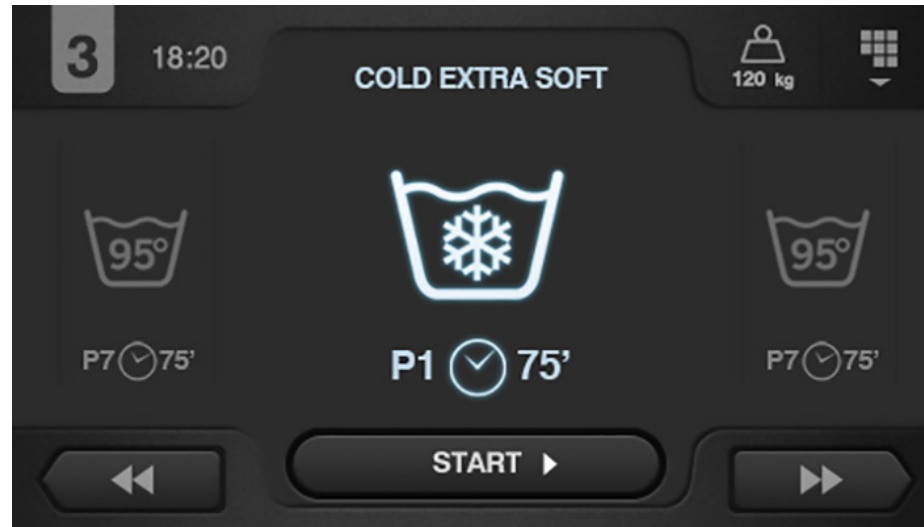 3
18:20
COLD EXTRA SOFT
120 kg
95°
95°
P7 75’
P1 75’
P7 75’
START